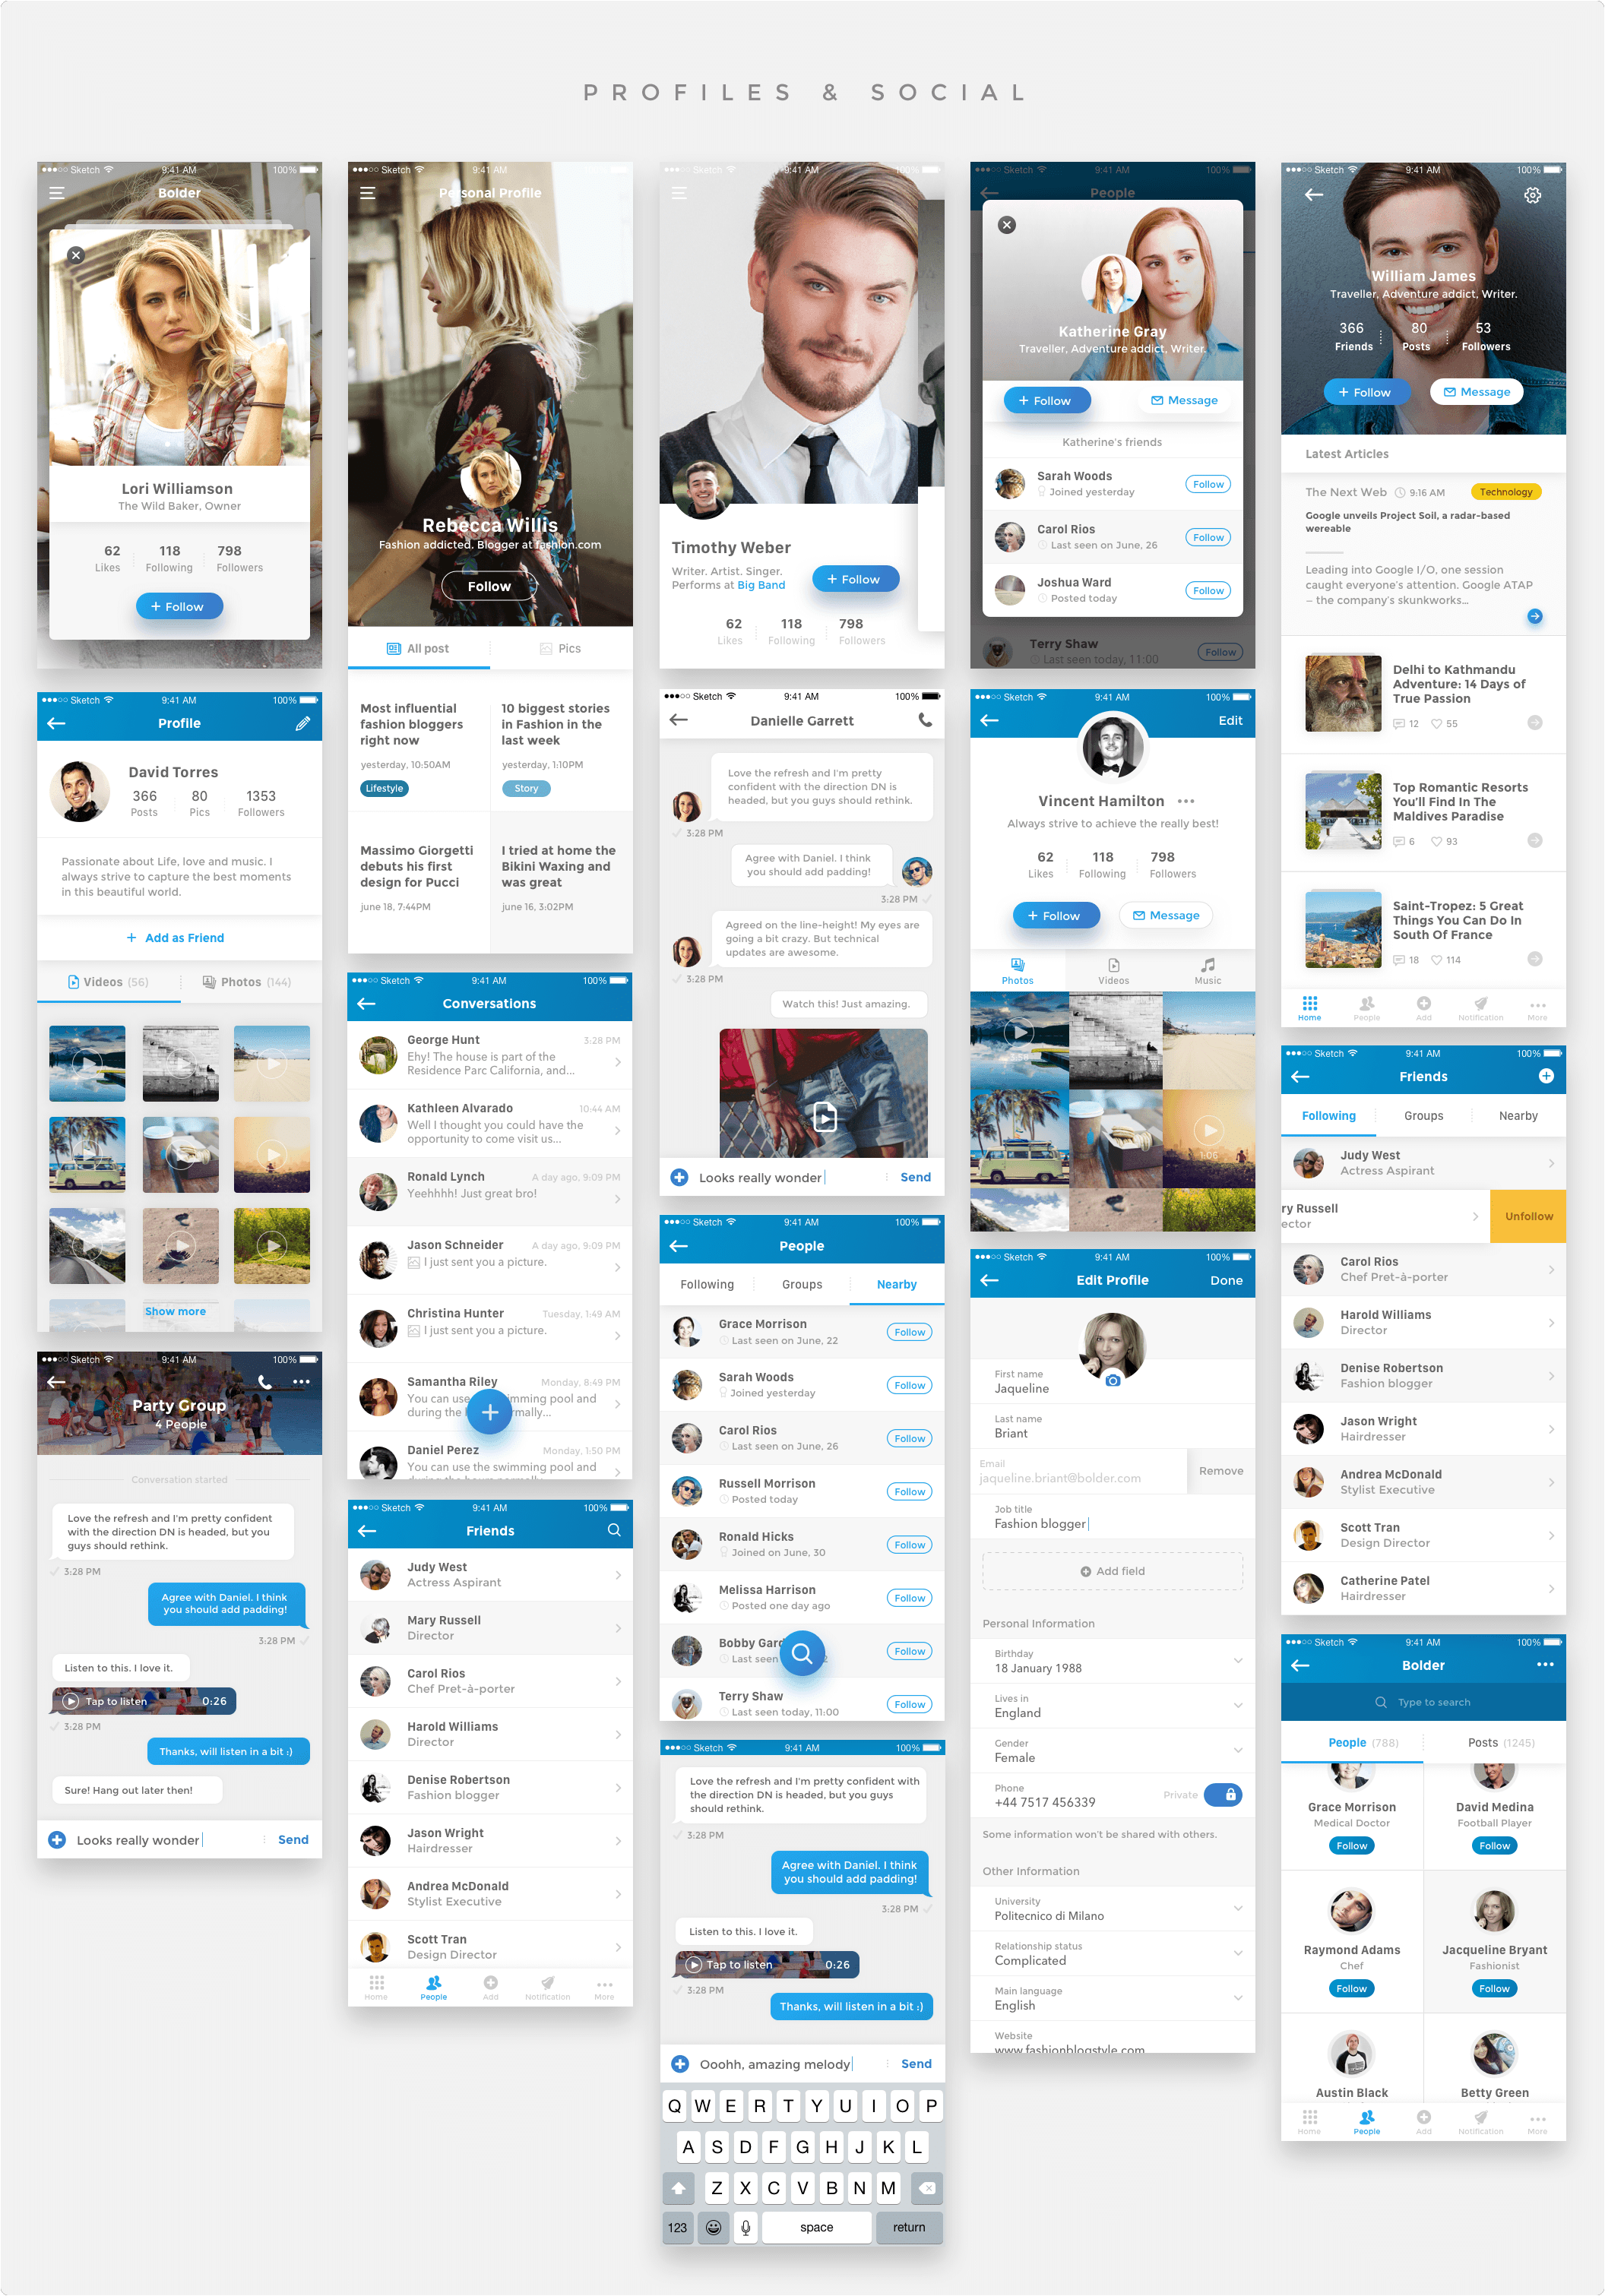 PROFILES & SOCIAL
Sketch 9:41 AM 100%
Bolder
Lori Williamson
The Wild Baker, Owner
62 118 798
Likes Following Followers
+ Follow
Sketch 9:41 AM 100%
Profile
David Torres
366 80 1353
Posts Pics Followers
Passionate about Life, love and music. I
always strive to capture the best moments
in this beautiful world.
+ Add as Friend
Videos (56) Photos (144)
Show more
Sketch 9:41 AM 100%
Party Group
4 People
Conversation started
Love the refresh and I'm pretty confident
with the direction DN is headed, but you
guys should rethink.
3:28 PM
Agree with Daniel. I think
you should add padding!
3:28 PM
Listen to this. I love it.
Tap to listen 0:26
3:28 PM
Thanks, will listen in a bit :)
Sure! Hang out later then!
Looks really wonder Send
Sketch 9:41 AM
Personal Profile
Rebecca Willis
Fashion addicted. Blogger at fashion.com
Follow
All post Pics
Most influential
fashion bloggers
right now
yesterday, 10:50AM
Lifestyle
10 biggest stories
in Fashion in the
last week
yesterday, 1:10PM
Story
Massimo Giorgetti
debuts his first
design for Pucci
june 18, 7:44PM
I tried at home the
Bikini Waxing and
was great
june 16, 3:02PM
Sketch 9:41 AM 100%
Conversations
George Hunt 3:28 PM
Ehy! The house is part of the
Residence Parc California, and...
Kathleen Alvarado 10:44 AM
Well I thought you could have the
opportunity to come visit us...
Ronald Lynch A day ago, 9:09 PM
Yeehhhh! Just great bro!
Jason Schneider A day ago, 9:09 PM
I just sent you a picture.
Christina Hunter Tuesday, 1:49 AM
I just sent you a picture.
Samantha Riley Monday, 8:49 PM
You can use imming pool and
during the h rmally...
Daniel Perez Monday, 1:50 PM
You can use the swimming pool and
during the hours normally
Sketch 9:41 AM 100%
Friends
Judy West
Actress Aspirant
Mary Russell
Director
Carol Rios
Chef Pret-à-porter
Harold Williams
Director
Denise Robertson
Fashion blogger
Jason Wright
Hairdresser
Andrea McDonald
Stylist Executive
Scott Tran
Design Director
Home People Add Notification More
Sketch 9:41 AM 100%
Timothy Weber
Writer. Artist. Singer.
Performs at Big Band
+ Follow
62 118 798
Likes Following Followers
Sketch 9:41 AM 100%
Danielle Garrett
Love the refresh and I'm pretty
confident with the direction DN is
headed, but you guys should rethink.
3:28 PM
Agree with Daniel. I think
you should add padding!
3:28 PM
Agreed on the line-height! My eyes are
going a bit crazy. But technical
updates are awesome.
3:28 PM
Watch this! Just amazing.
Looks really wonder Send
Sketch 9:41 AM 100%
People
Following Groups Nearby
Grace Morrison
Last seen on June, 22
Follow
Sarah Woods
Joined yesterday
Follow
Carol Rios
Last seen on June, 26
Follow
Russell Morrison
Posted today
Follow
Ronald Hicks
Joined on June, 30
Follow
Melissa Harrison
Posted one day ago
Follow
Bobby Gar
Last seen 2
Follow
Terry Shaw
Last seen today, 11:00
Follow
Sketch 9:41 AM 100%
Love the refresh and I'm pretty confident with
the direction DN is headed, but you guys
should rethink.
3:28 PM
Agree with Daniel. I think
you should add padding!
3:28 PM
Listen to this. I love it.
Tap to listen 0:26
3:28 PM
Thanks, will listen in a bit :)
Ooohh, amazing melody Send
Q W E R T Y U I O P
A S D F G H J K L
Z X C V B N M
123 space return
Sketch 9:41 AM 100%
People
Katherine Gray
Traveller, Adventure addict, Writer.
+ Follow Message
Katherine's friends
Sarah Woods
Joined yesterday
Follow
Carol Rios
Last seen on June, 26
Follow
Joshua Ward
Posted today
Follow
Terry Shaw
Last seen today, 11:00
Follow
Sketch 9:41 AM 100%
Edit
Vincent Hamilton
Always strive to achieve the really best!
62 118 798
Likes Following Followers
+ Follow Message
Photos Videos Music
1:06
Sketch 9:41 AM 100%
Edit Profile Done
First name
Jaqueline
Last name
Briant
Email
jaqueline.briant@bolder.com
Remove
Job title
Fashion blogger
Add field
Personal Information
Birthday
18 January 1988
Lives in
England
Gender
Female
Phone
+44 7517 456339
Private
Some information won't be shared with others.
Other Information
University
Politecnico di Milano
Relationship status
Complicated
Main language
English
Website
www.fashionblogstyle.com
Sketch 9:41 AM 100%
William James
Traveller, Adventure addict, Writer.
366 80 53
Friends Posts Followers
+ Follow Message
Latest Articles
The Next Web 9:16 AM Technology
Google unveils Project Soil, a radar-based
wereable
Leading into Google I/O, one session
caught everyone's attention. Google ATAP
– the company's skunkworks...
Delhi to Kathmandu
Adventure: 14 Days of
True Passion
12 55
Top Romantic Resorts
You'll Find In The
Maldives Paradise
6 93
Saint-Tropez: 5 Great
Things You Can Do In
South Of France
18 114
Home People Add Notification More
Sketch 9:41 AM 100%
Friends
Following Groups Nearby
Judy West
Actress Aspirant
ry Russell
ector
Unfollow
Carol Rios
Chef Pret-à-porter
Harold Williams
Director
Denise Robertson
Fashion blogger
Jason Wright
Hairdresser
Andrea McDonald
Stylist Executive
Scott Tran
Design Director
Catherine Patel
Hairdresser
Sketch 9:41 AM 100%
Bolder
Type to search
People (788) Posts (1245)
Grace Morrison
Medical Doctor
Follow
David Medina
Football Player
Follow
Raymond Adams
Chef
Follow
Jacqueline Bryant
Fashionist
Follow
Austin Black
Betty Green
Home People Add Notification More